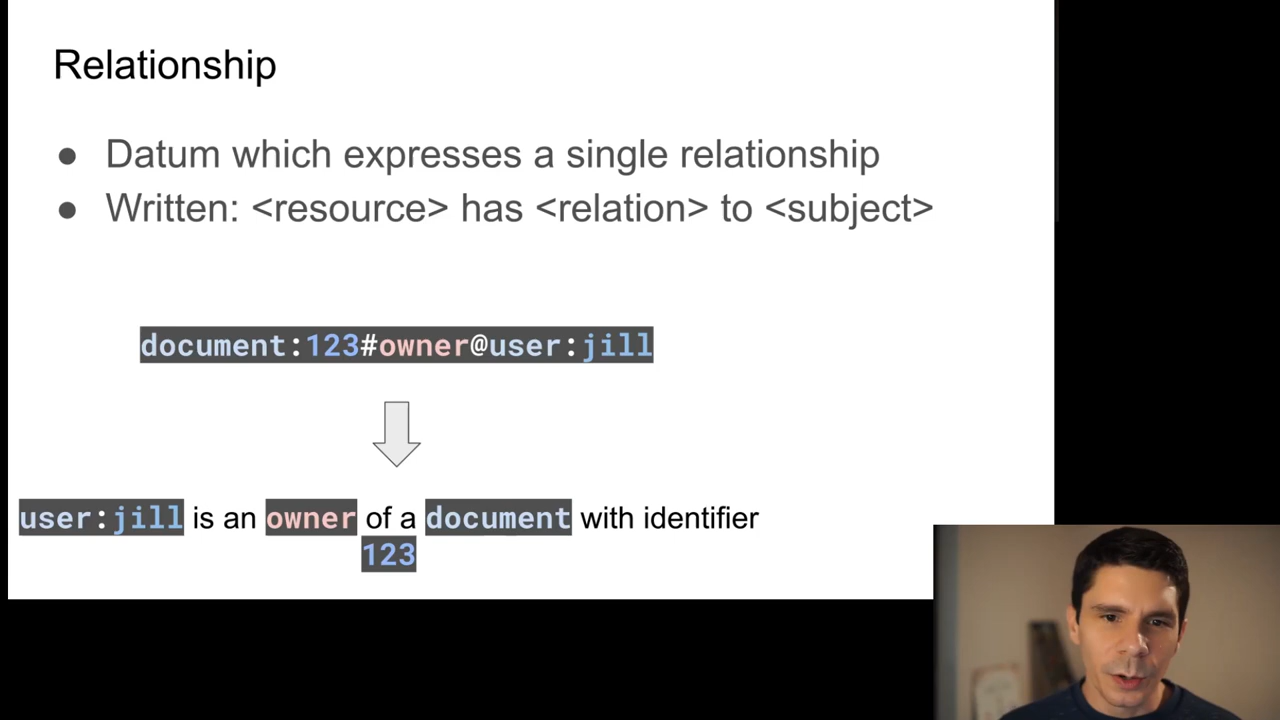 Relationship
● Datum which expresses a single relationship
● Written: <resource> has <relation> to <subject>
document:123#owner@user:jill
user:jill is an owner of a document with identifier
123